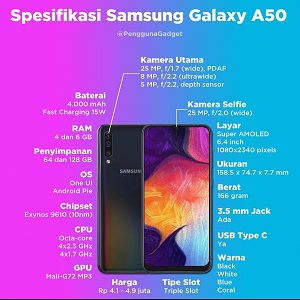 Spesifikasi Samsung Galaxy A50
@PenggunaGadget
Kamera Utama
25 MP, f/1.7 (wide), PDAF
8 MP, f/2.2 (ultrawide)
5 MP, f/2.2, depth sensor
Baterai
4.000 mAh
Fast Charging 15W
Kamera Selfie
25 MP, f/2.0 (wide)
RAM
4 dan 6 GB
Penyimpanan
64 dan 128 GB
OS
One UI
Android Pie
Chipset
Exynos 9610 (10nm)
CPU
Octa-core
4x2.3 GHz
4x1.7 GHz
GPU
Mali-G72 MP3
SAMSUNG
Layar
Super AMOLED
6.4 inch
1080x2340 pixels
Ukuran
158.5 x 74.7 x 7.7 mm
Berat
166 gram
3.5 mm Jack
Ada
USB Type C
Ya
Warna
Black
White
Blue
Coral
Harga
Rp 4.1 - 4.9 juta
Tipe Slot
Triple Slot